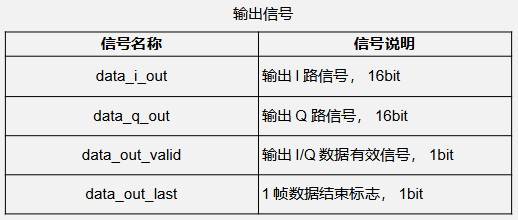 输出信号
信号名称 信号说明
data_i_out 输出 I 路信号， 16bit
data_q_out 输出 Q 路信号， 16bit
data_out_valid 输出 I/Q 数据有效信号， 1bit
data_out_last 1 帧数据结束标志， 1bit